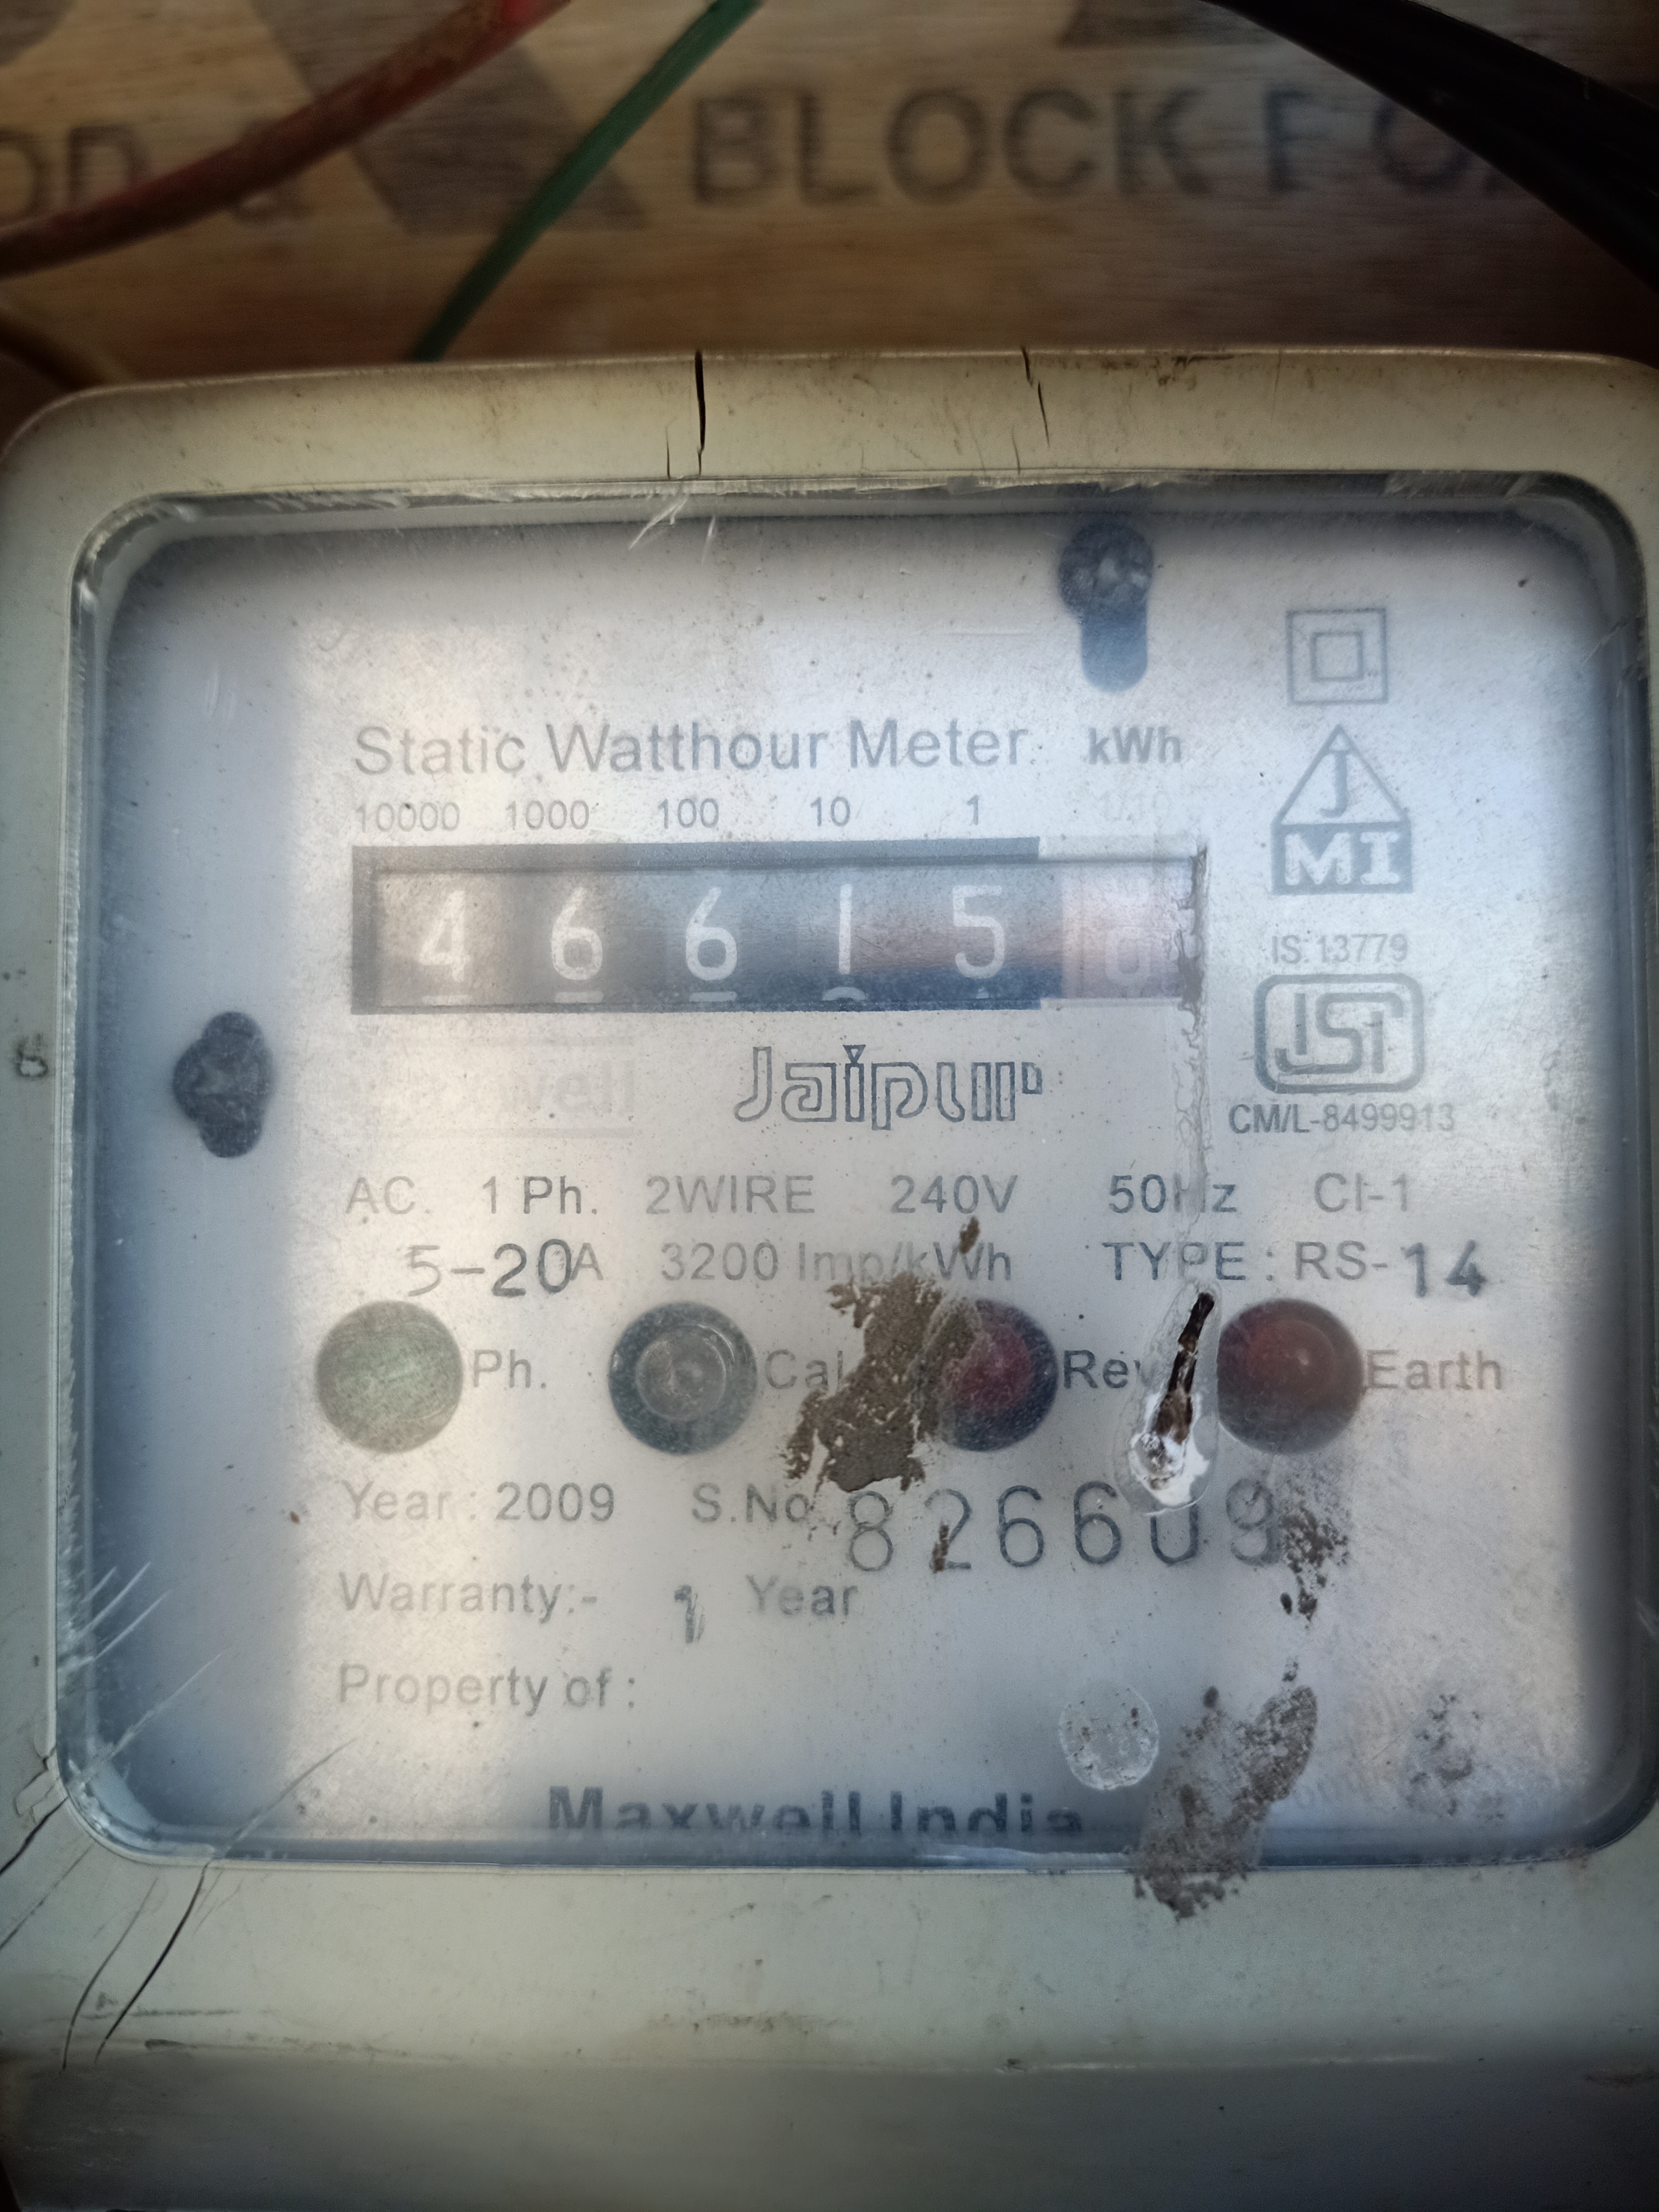 BLOCK
Static Watthour Meter kWh
10000 1000 100 10 1 1/10
4 6 6 1 5
Jaipur
J
MI
IS:13779
ISI
CM/L-8499913
AC. 1 Ph. 2WIRE 240V 50Hz Cl-1
5-20A 3200 Imp/kWh TYPE : RS-14
Ph. Cal Rev Earth
Year : 2009 S.No 826609
Warranty:- 1 Year
Property of :
Maxwell India